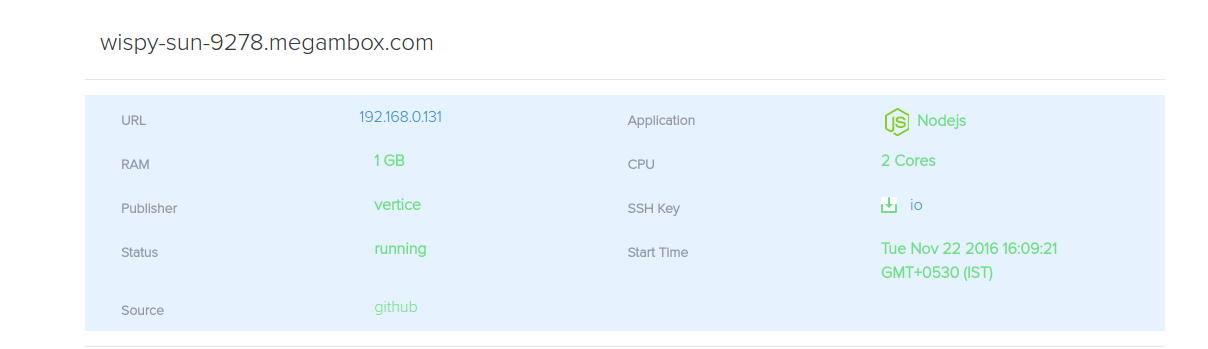 wispy-sun-9278.megambox.com
URL 192.168.0.131 Application JS Nodejs
RAM 1 GB CPU 2 Cores
Publisher vertice SSH Key io
Status running Start Time Tue Nov 22 2016 16:09:21
GMT+0530 (IST)
Source github